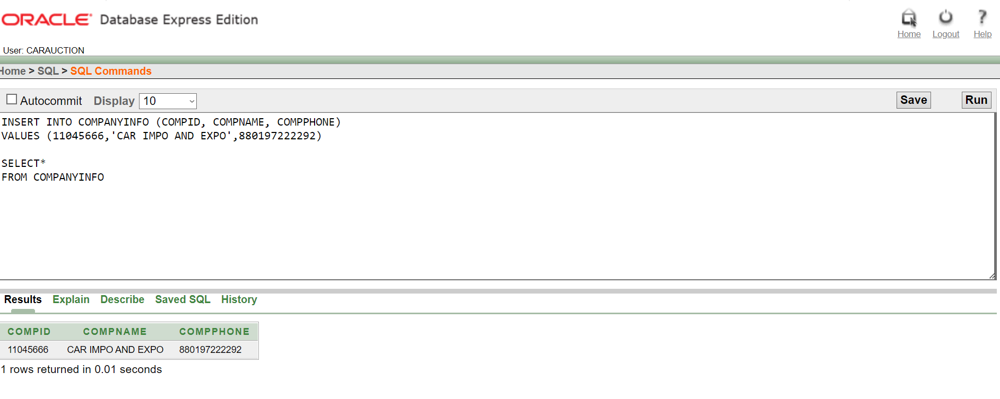 ORACLE Database Express Edition
Home Logout Help
User: CARAUCTION
Home > SQL > SQL Commands
Autocommit Display 10 Save Run
INSERT INTO COMPANYINFO (COMPID, COMPNAME, COMPPHONE)
VALUES (11045666,'CAR IMPO AND EXPO',880197222292)
SELECT*
FROM COMPANYINFO
Results Explain Describe Saved SQL History
COMPID COMPNAME COMPPHONE
11045666 CAR IMPO AND EXPO 880197222292
1 rows returned in 0.01 seconds